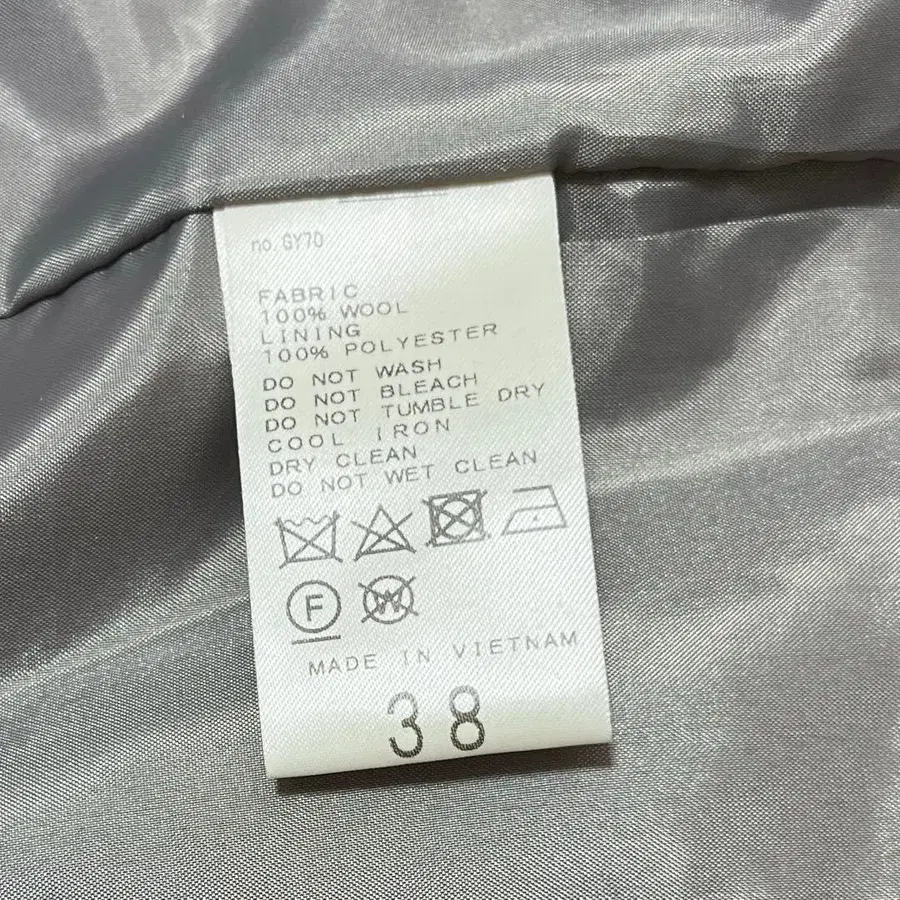 no. GY70
FABRIC
100% WOOL
LINING
100% POLYESTER
DO NOT WASH
DO NOT BLEACH
DO NOT TUMBLE DRY
COOL IRON
DRY CLEAN
DO NOT WET CLEAN
F W
MADE IN VIETNAM
38